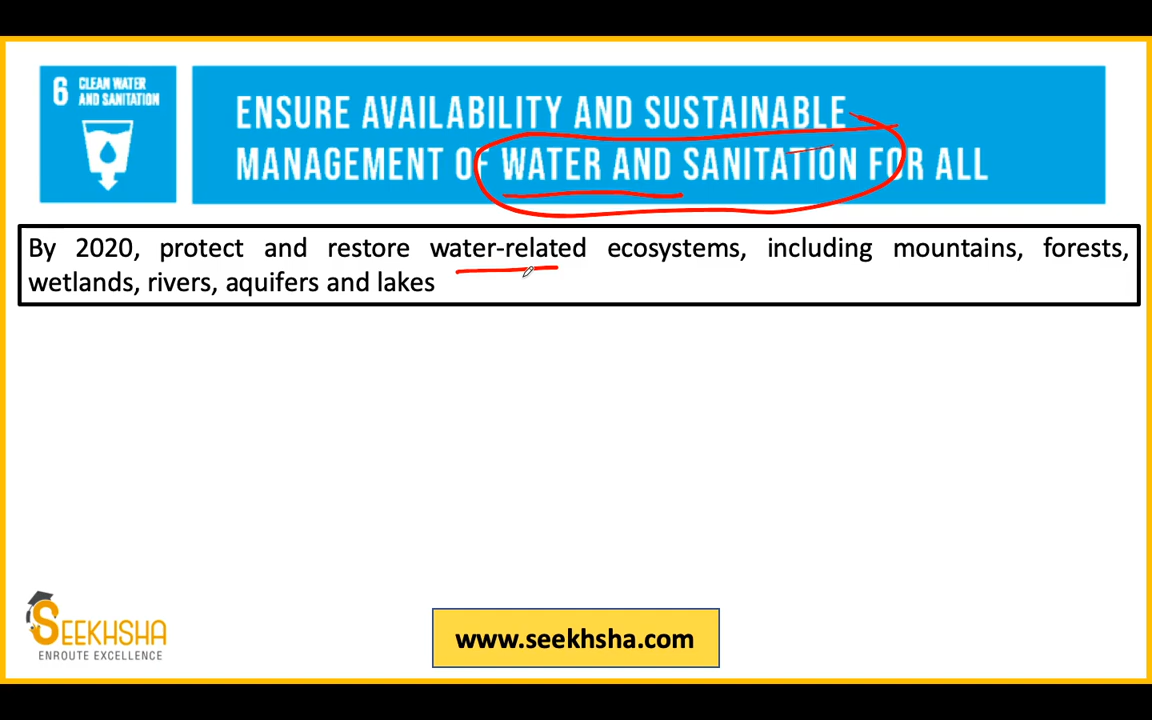 6 CLEAN WATER
AND SANITATION
ENSURE AVAILABILITY AND SUSTAINABLE
MANAGEMENT OF WATER AND SANITATION FOR ALL
By 2020, protect and restore water-related ecosystems, including mountains, forests,
wetlands, rivers, aquifers and lakes
SEEKHSHA
ENROUTE EXCELLENCE
www.seekhsha.com